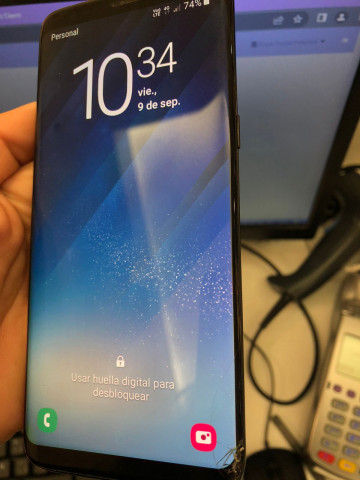 Personal
74%
10
34
vie.,
9 de sep.
Usar huella digital para
desbloquear